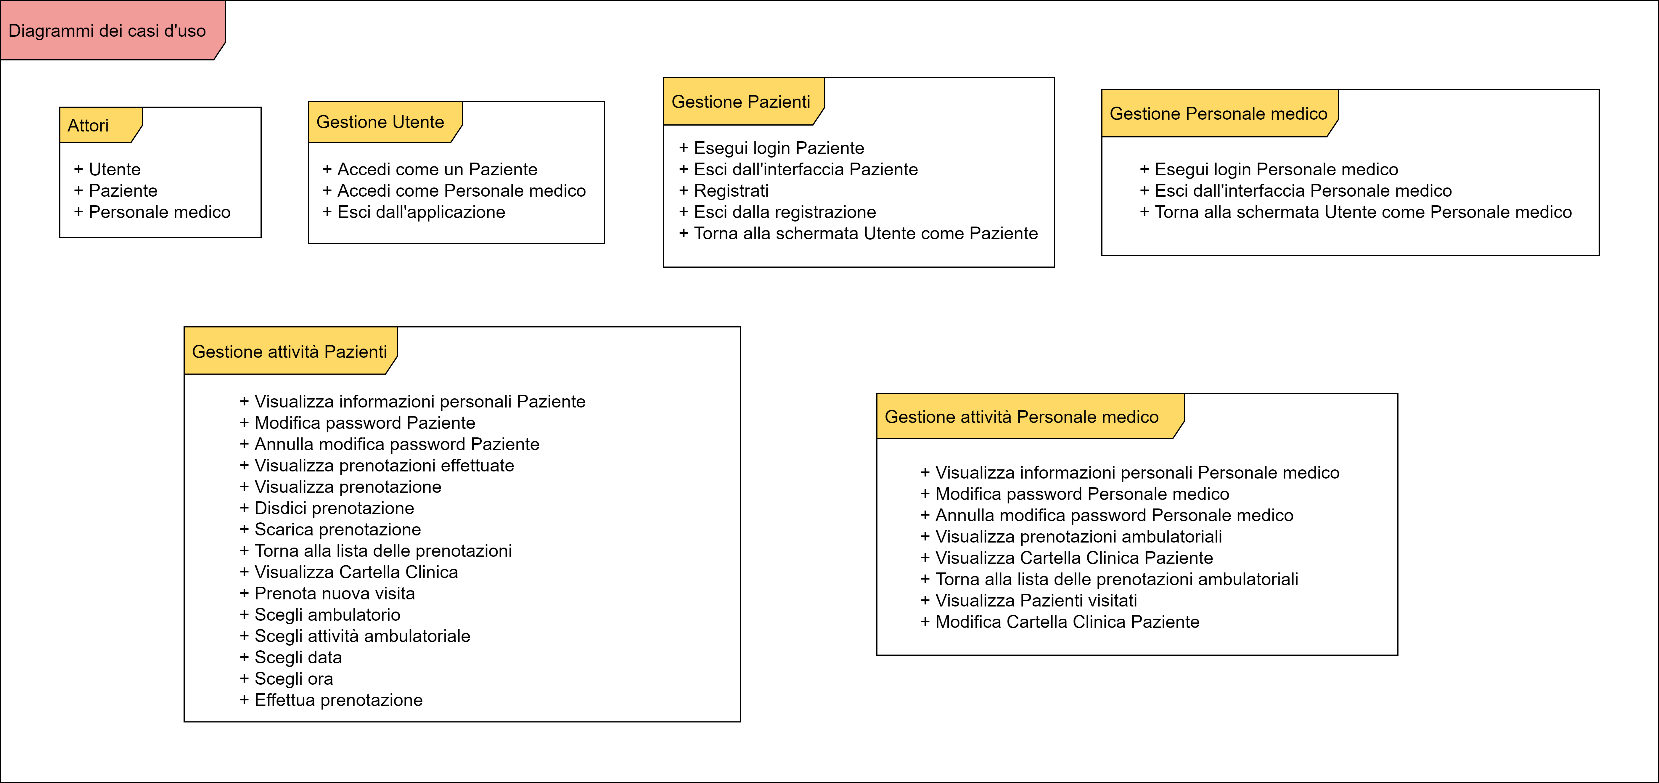 Diagrammi dei casi d'uso
Attori
+ Utente
+ Paziente
+ Personale medico
Gestione Utente
+ Accedi come un Paziente
+ Accedi come Personale medico
+ Esci dall'applicazione
Gestione Pazienti
+ Esegui login Paziente
+ Esci dall'interfaccia Paziente
+ Registrati
+ Esci dalla registrazione
+ Torna alla schermata Utente come Paziente
Gestione Personale medico
+ Esegui login Personale medico
+ Esci dall'interfaccia Personale medico
+ Torna alla schermata Utente come Personale medico
Gestione attività Pazienti
+ Visualizza informazioni personali Paziente
+ Modifica password Paziente
+ Annulla modifica password Paziente
+ Visualizza prenotazioni effettuate
+ Visualizza prenotazione
+ Disdici prenotazione
+ Scarica prenotazione
+ Torna alla lista delle prenotazioni
+ Visualizza Cartella Clinica
+ Prenota nuova visita
+ Scegli ambulatorio
+ Scegli attività ambulatoriale
+ Scegli data
+ Scegli ora
+ Effettua prenotazione
Gestione attività Personale medico
+ Visualizza informazioni personali Personale medico
+ Modifica password Personale medico
+ Annulla modifica password Personale medico
+ Visualizza prenotazioni ambulatoriali
+ Visualizza Cartella Clinica Paziente
+ Torna alla lista delle prenotazioni ambulatoriali
+ Visualizza Pazienti visitati
+ Modifica Cartella Clinica Paziente